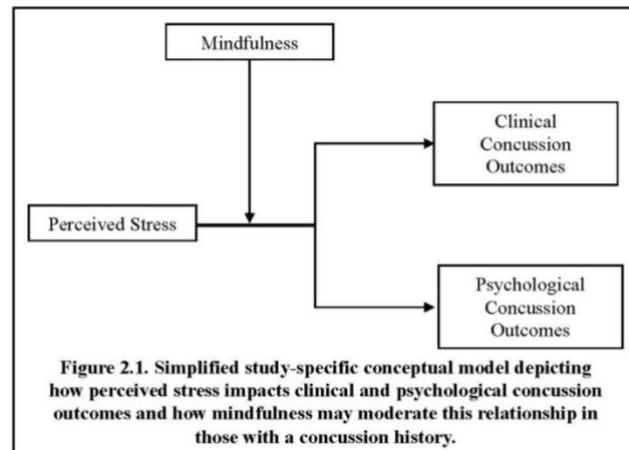 Mindfulness
Clinical
Concussion
Outcomes
Perceived Stress
Psychological
Concussion
Outcomes
Figure 2.1. Simplified study-specific conceptual model depicting
how perceived stress impacts clinical and psychological concussion
outcomes and how mindfulness may moderate this relationship in
those with a concussion history.